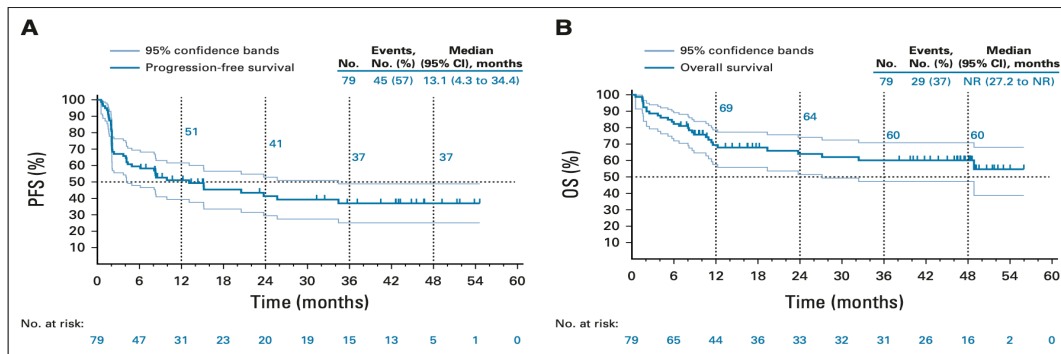 A
95% confidence bands
Progression-free survival
Events, Median
No. No. (%) (95% CI), months
79 45 (57) 13.1 (4.3 to 34.4)
PFS (%)
100
90
80
70
60
50
40
30
20
10
51
41
37
37
0 6 12 18 24 30 36 42 48 54 60
Time (months)
No. at risk:
79 47 31 23 20 19 15 13 5 1 0
B
95% confidence bands
Overall survival
Events, Median
No. No. (%) (95% CI), months
79 29 (37) NR (27.2 to NR)
OS (%)
100
90
80
70
60
50
40
30
20
10
69
64
60
60
0 6 12 18 24 30 36 42 48 54 60
Time (months)
No. at risk:
79 65 44 36 33 32 31 26 16 2 0